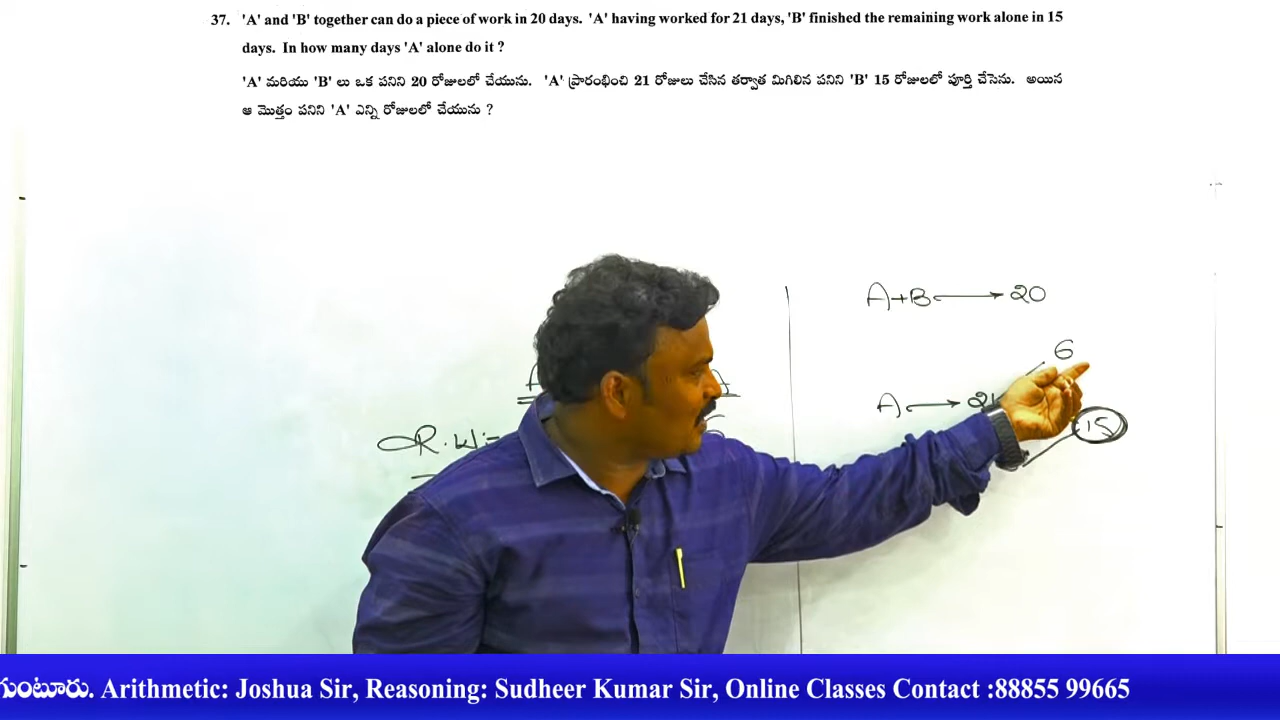 37. 'A' and 'B' together can do a piece of work in 20 days. 'A' having worked for 21 days, 'B' finished the remaining work alone in 15
days. In how many days 'A' alone do it ?
'A' మరియు 'B' లు ఒక పనిని 20 రోజులలో చేయును. 'A' ప్రారంభించి 21 రోజులు చేసిన తర్వాత మిగిలిన పనిని 'B' 15 రోజులలో పూర్తి చేసెను. అయిన
ఆ మొత్తం పనిని 'A' ఎన్ని రోజులలో చేయును ?
A+B → 20
6
A → 21
15
R.W:-
గుంటూరు. Arithmetic: Joshua Sir, Reasoning: Sudheer Kumar Sir, Online Classes Contact :88855 99665